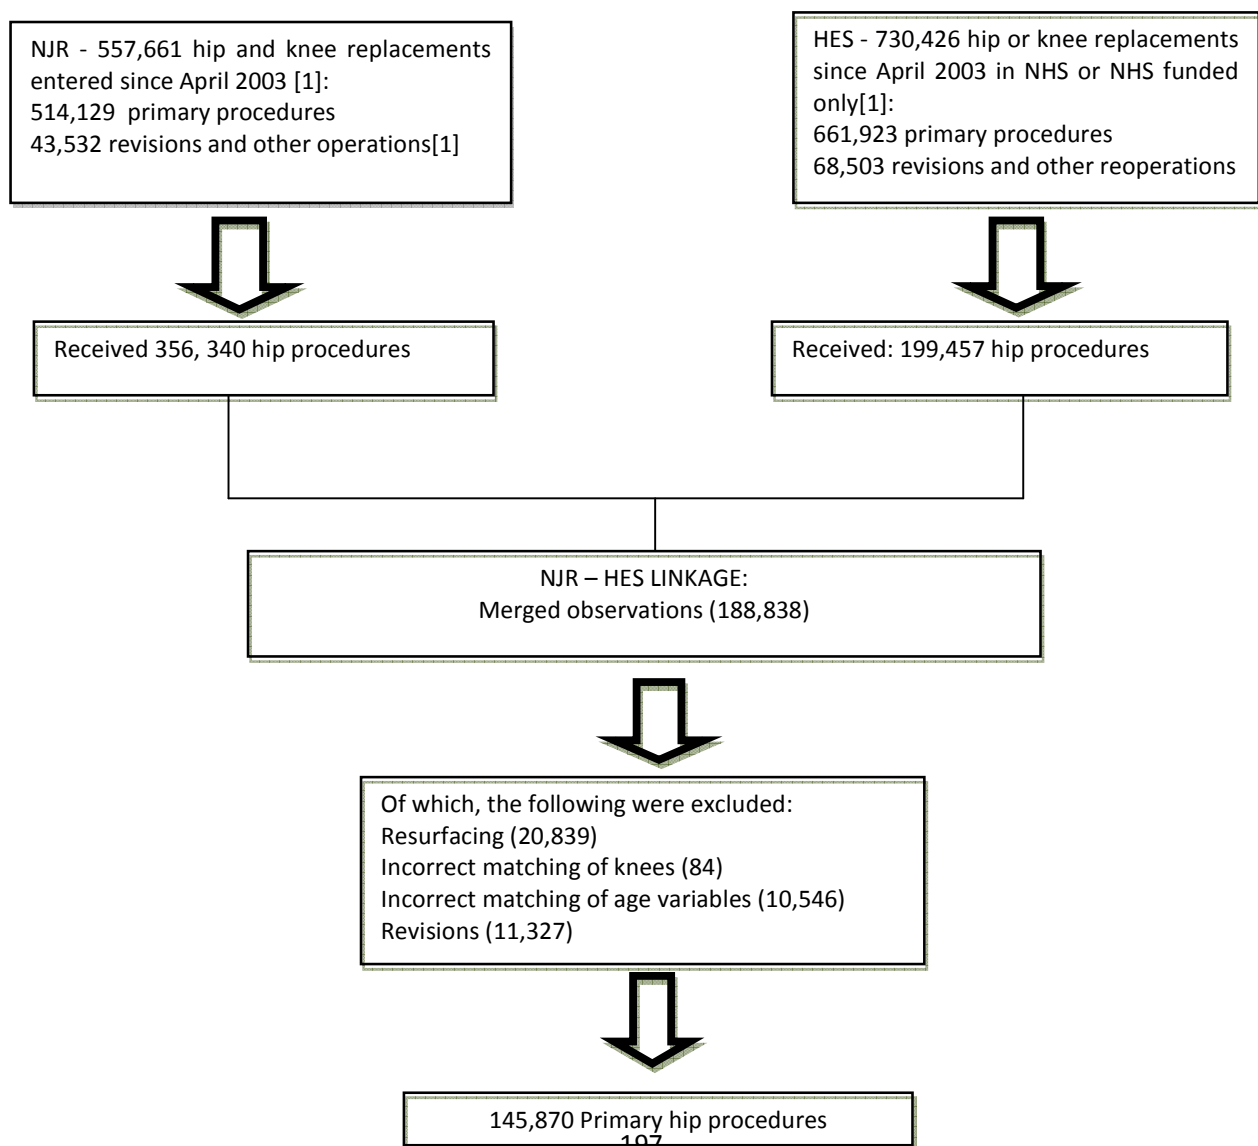 NJR - 557,661 hip and knee replacements
entered since April 2003 [1]:
514,129 primary procedures
43,532 revisions and other operations[1]
HES - 730,426 hip or knee replacements
since April 2003 in NHS or NHS funded
only[1]:
661,923 primary procedures
68,503 revisions and other reoperations
Received 356, 340 hip procedures
Received: 199,457 hip procedures
NJR – HES LINKAGE:
Merged observations (188,838)
Of which, the following were excluded:
Resurfacing (20,839)
Incorrect matching of knees (84)
Incorrect matching of age variables (10,546)
Revisions (11,327)
145,870 Primary hip procedures
197